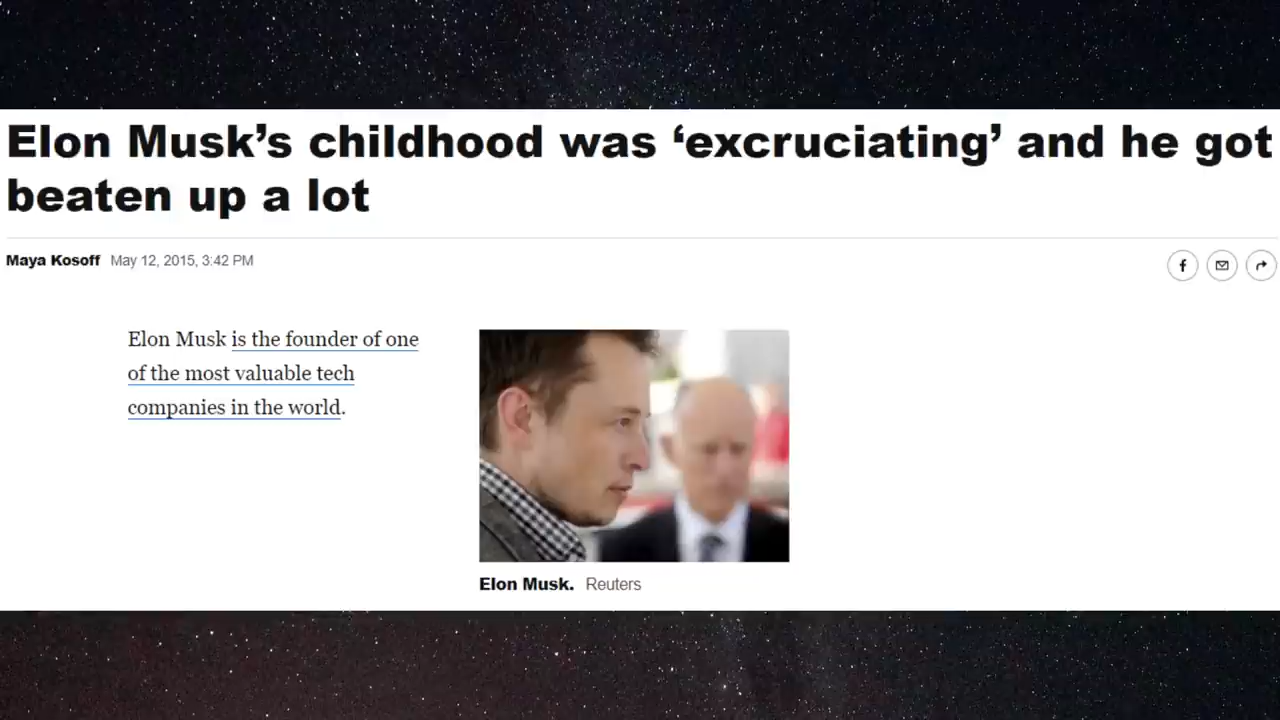 Elon Musk’s childhood was ‘excruciating’ and he got
beaten up a lot
Maya Kosoff May 12, 2015, 3:42 PM
Elon Musk is the founder of one
of the most valuable tech
companies in the world.
Elon Musk. Reuters